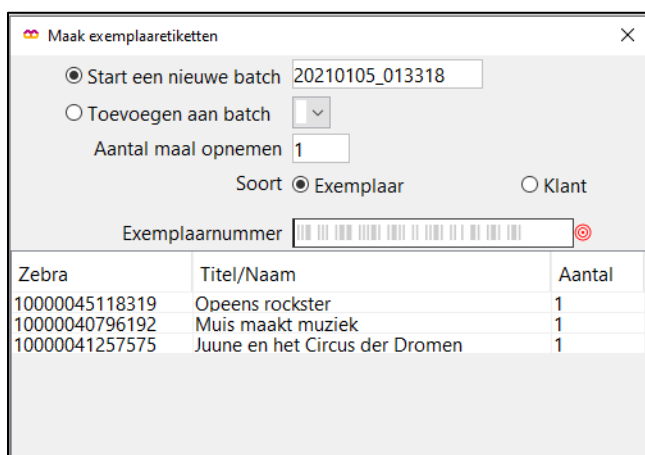 Maak exemplaaretiketten
Start een nieuwe batch 20210105_013318
Toevoegen aan batch
Aantal maal opnemen 1
Soort Exemplaar Klant
Exemplaarnummer
Zebra Titel/Naam Aantal
10000045118319 Opeens rockster 1
10000040796192 Muis maakt muziek 1
10000041257575 Juune en het Circus der Dromen 1